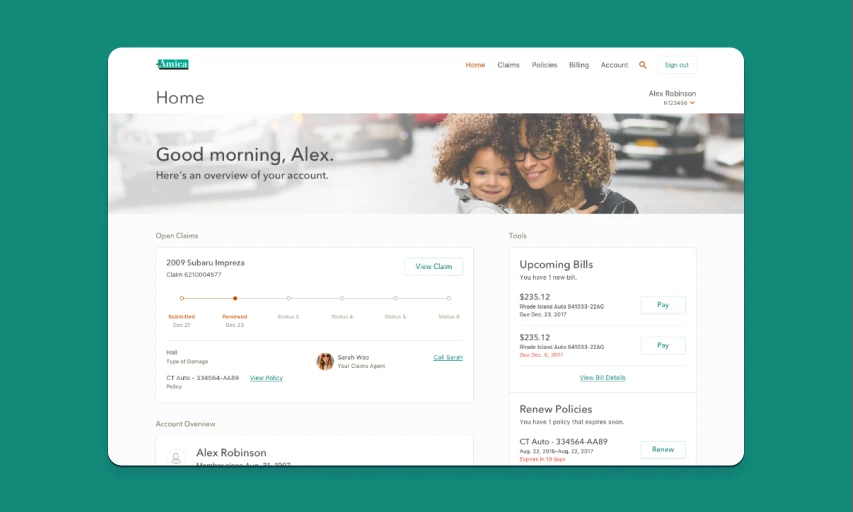 Amica
Home Claims Policies Billing Account Sign out
Home
Alex Robinson
N123456
Good morning, Alex.
Here's an overview of your account.
Open Claims
2009 Subaru Impreza
Claim 6210004577
View Claim
Submitted Reviewed Status 3 Status 4 Status 5 Status 6
Dec 21 Dec 23
Hail
Type of Damage
Sarah Woo
Your Claims Agent
Call Sarah
CT Auto - 334564-AA89 View Policy
Policy
Account Overview
Alex Robinson
Member since Aug. 31, 1997
Tools
Upcoming Bills
You have 1 new bill.
$235.12
Rhode Island Auto 841033-22AG
Due Dec. 23, 2017
Pay
$235.12
Rhode Island Auto 841033-22AG
Due Dec. 8, 2017
Pay
View Bill Details
Renew Policies
You have 1 policy that expires soon.
CT Auto - 334564-AA89
Aug. 22, 2016-Aug. 22, 2017
Expires in 10 days
Renew